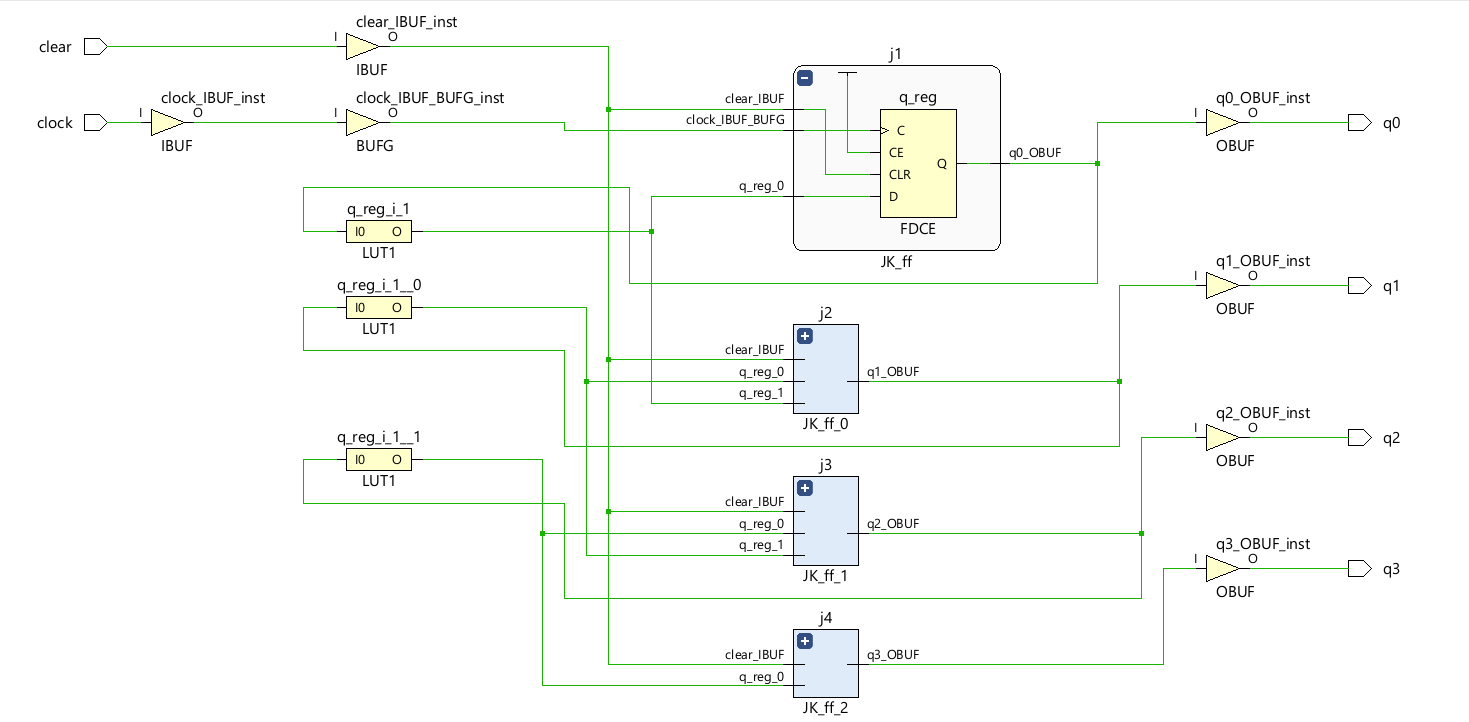 clear_IBUF_inst
clear
I
O
IBUF
clock_IBUF_inst
clock
I
O
IBUF
clock_IBUF_BUFG_inst
I
O
BUFG
j1
clear_IBUF
clock_IBUF_BUFG
q_reg_0
q_reg
C
CE
CLR
D
Q
FDCE
JK_ff
q0_OBUF
q0_OBUF_inst
I
O
OBUF
q0
q_reg_i_1
I0
O
LUT1
q_reg_i_1__0
I0
O
LUT1
q1_OBUF_inst
I
O
OBUF
q1
j2
clear_IBUF
q_reg_0
q_reg_1
q1_OBUF
JK_ff_0
q2_OBUF_inst
I
O
OBUF
q2
q_reg_i_1__1
I0
O
LUT1
j3
clear_IBUF
q_reg_0
q_reg_1
q2_OBUF
JK_ff_1
q3_OBUF_inst
I
O
OBUF
q3
j4
clear_IBUF
q_reg_0
q3_OBUF
JK_ff_2